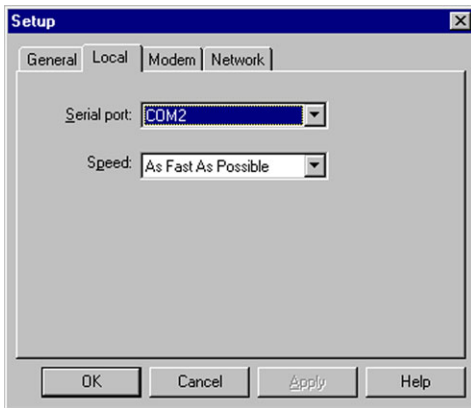 Setup
General Local Modem Network
Serial port: COM2
Speed: As Fast As Possible
OK Cancel Apply Help